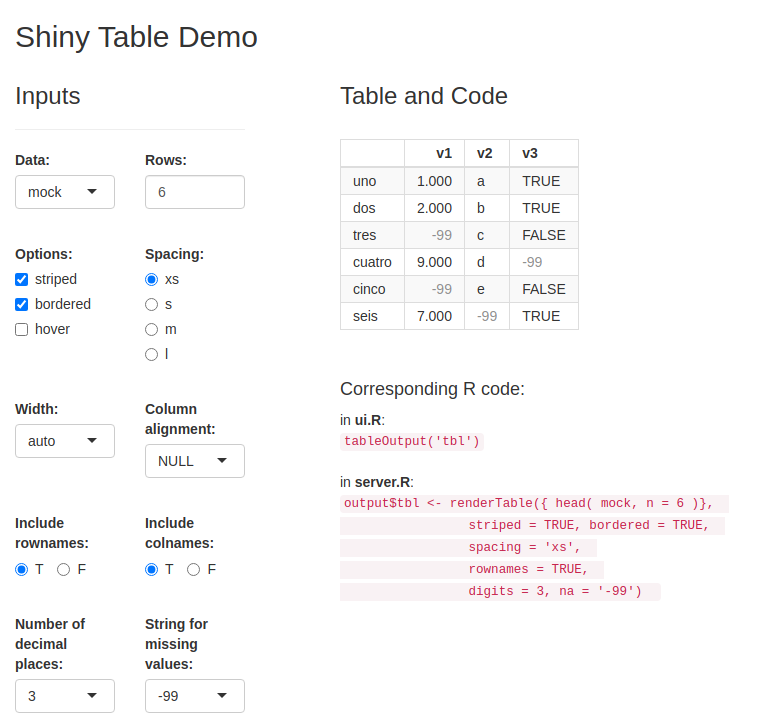 Shiny Table Demo
Inputs
Data: Rows:
mock 6
Options: Spacing:
striped xs
bordered s
hover m
l
Width: Column
alignment:
auto NULL
Include Include
rownames: colnames:
T F T F
Number of String for
decimal missing
places: values:
3 -99
Table and Code
v1 v2 v3
uno 1.000 a TRUE
dos 2.000 b TRUE
tres -99 c FALSE
cuatro 9.000 d -99
cinco -99 e FALSE
seis 7.000 -99 TRUE
Corresponding R code:
in ui.R:
tableOutput('tbl')
in server.R:
output$tbl <- renderTable({ head( mock, n = 6 )},
striped = TRUE, bordered = TRUE,
spacing = 'xs',
rownames = TRUE,
digits = 3, na = '-99')